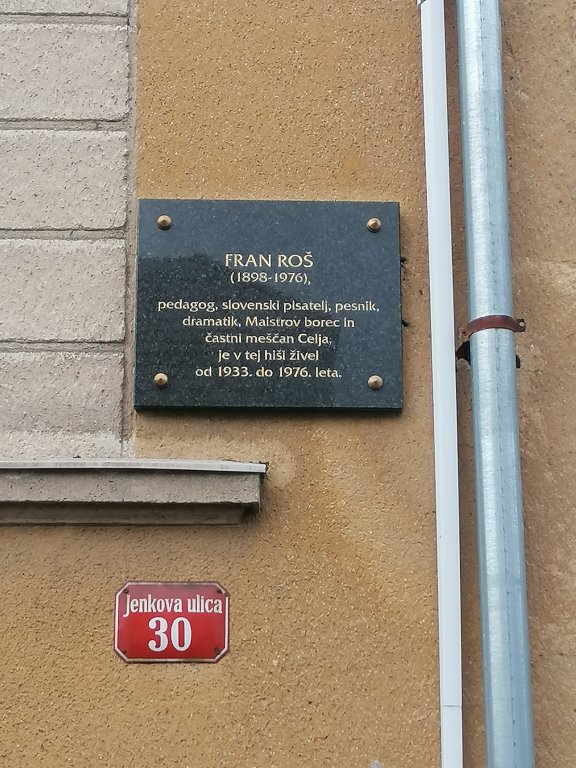 FRAN ROŠ
(1898-1976),
pedagog, slovenski pisatelj, pesnik,
dramatik, Maistrov borec in
častni meščan Celja,
je v tej hiši živel
od 1933. do 1976. leta.
Jenkova ulica
30